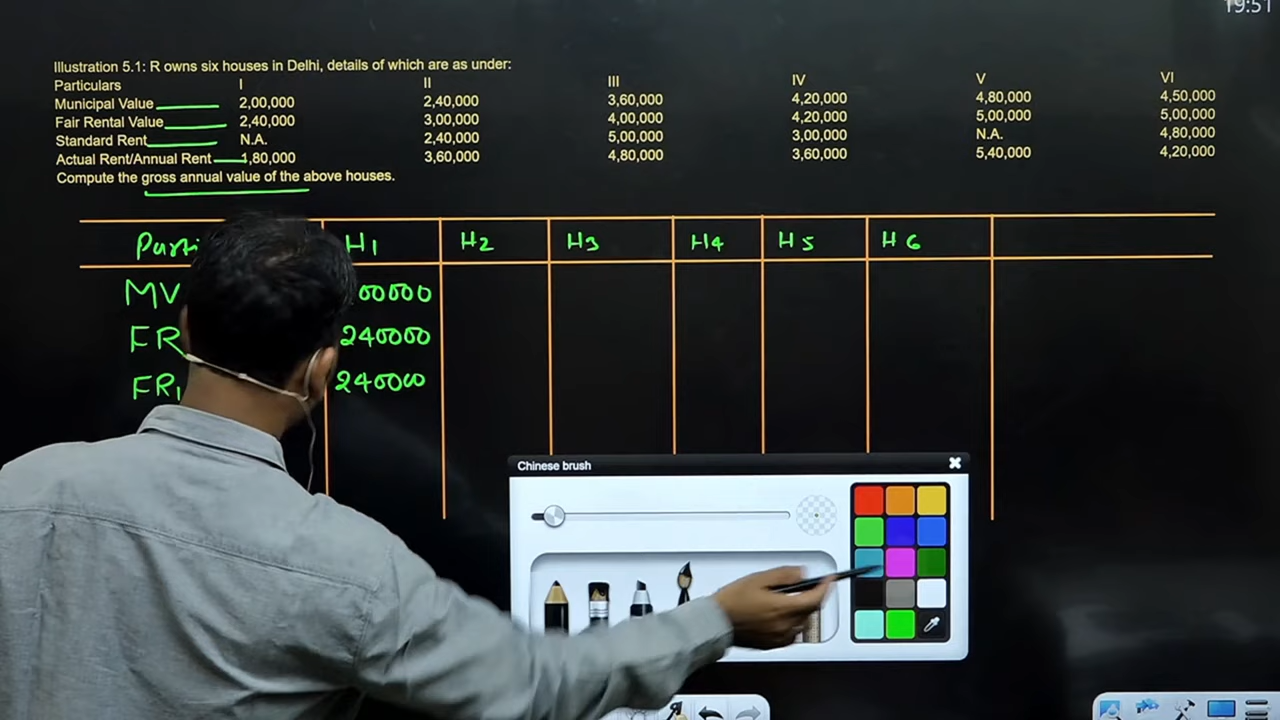 19:51
Illustration 5.1: R owns six houses in Delhi, details of which are as under:
Particulars I II III IV V VI
Municipal Value 2,00,000 2,40,000 3,60,000 4,20,000 4,80,000 4,50,000
Fair Rental Value 2,40,000 3,00,000 4,00,000 4,20,000 5,00,000 5,00,000
Standard Rent N.A. 2,40,000 5,00,000 3,00,000 N.A. 4,80,000
Actual Rent/Annual Rent 1,80,000 3,60,000 4,80,000 3,60,000 5,40,000 4,20,000
Compute the gross annual value of the above houses.
H1 H2 H3 H4 H5 H6
MV 00000
FR 240000
240000
Chinese brush